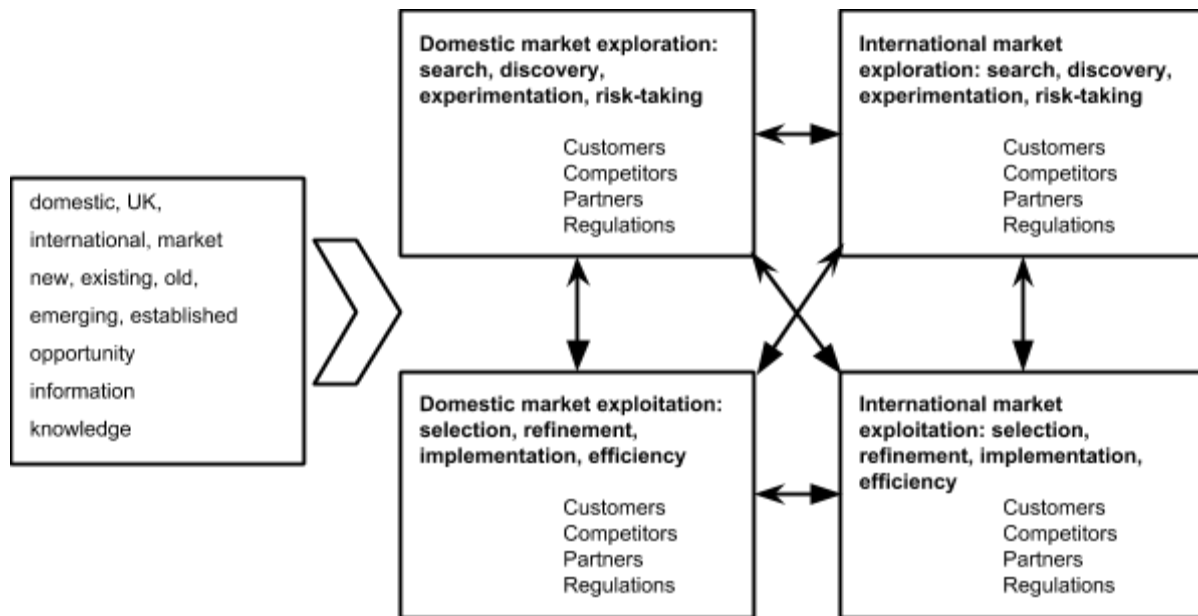 domestic, UK,
international, market
new, existing, old,
emerging, established
opportunity
information
knowledge
Domestic market exploration:
search, discovery,
experimentation, risk-taking
Customers
Competitors
Partners
Regulations
International market
exploration: search, discovery,
experimentation, risk-taking
Customers
Competitors
Partners
Regulations
Domestic market exploitation:
selection, refinement,
implementation, efficiency
Customers
Competitors
Partners
Regulations
International market
exploitation: selection,
refinement, implementation,
efficiency
Customers
Competitors
Partners
Regulations